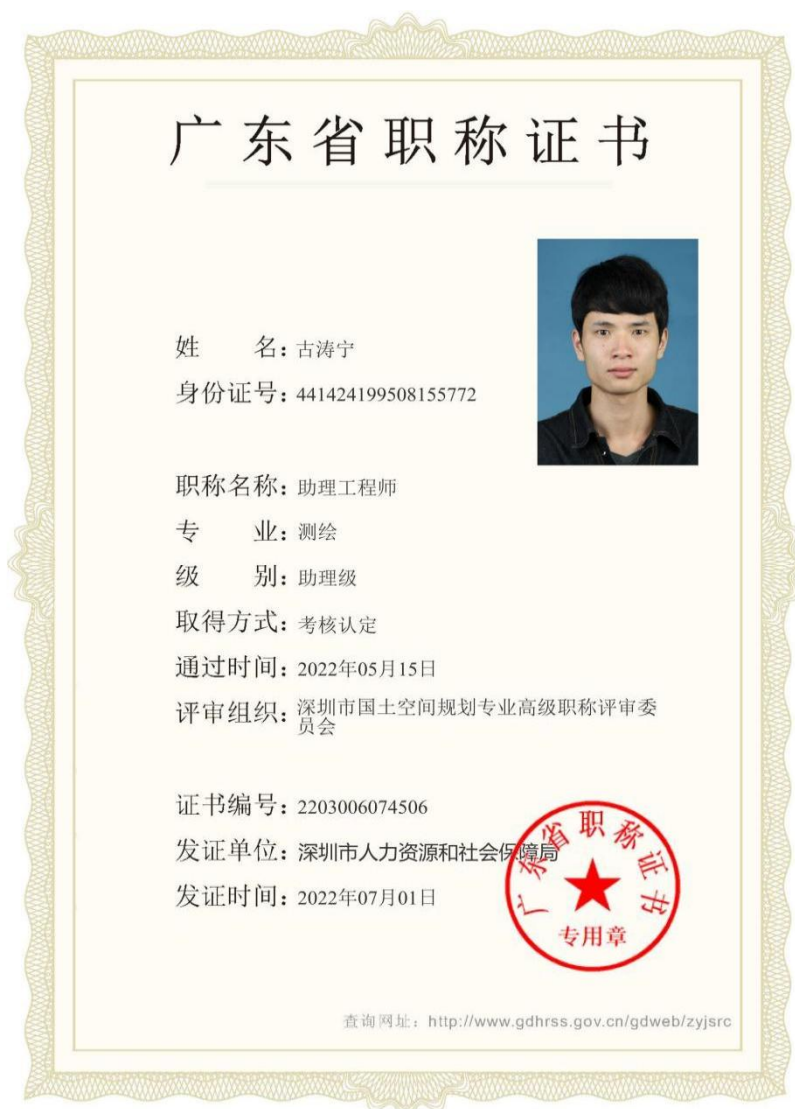 广东省职称证书
姓 名：古涛宁
身份证号：441424199508155772
职称名称：助理工程师
专 业：测绘
级 别：助理级
取得方式：考核认定
通过时间：2022年05月15日
评审组织：深圳市国土空间规划专业高级职称评审委
员会
证书编号：2203006074506
发证单位：深圳市人力资源和社会保障局
发证时间：2022年07月01日
广东省职称证书
专用章
查询网址：http://www.gdhrss.gov.cn/gdweb/zyjsrc